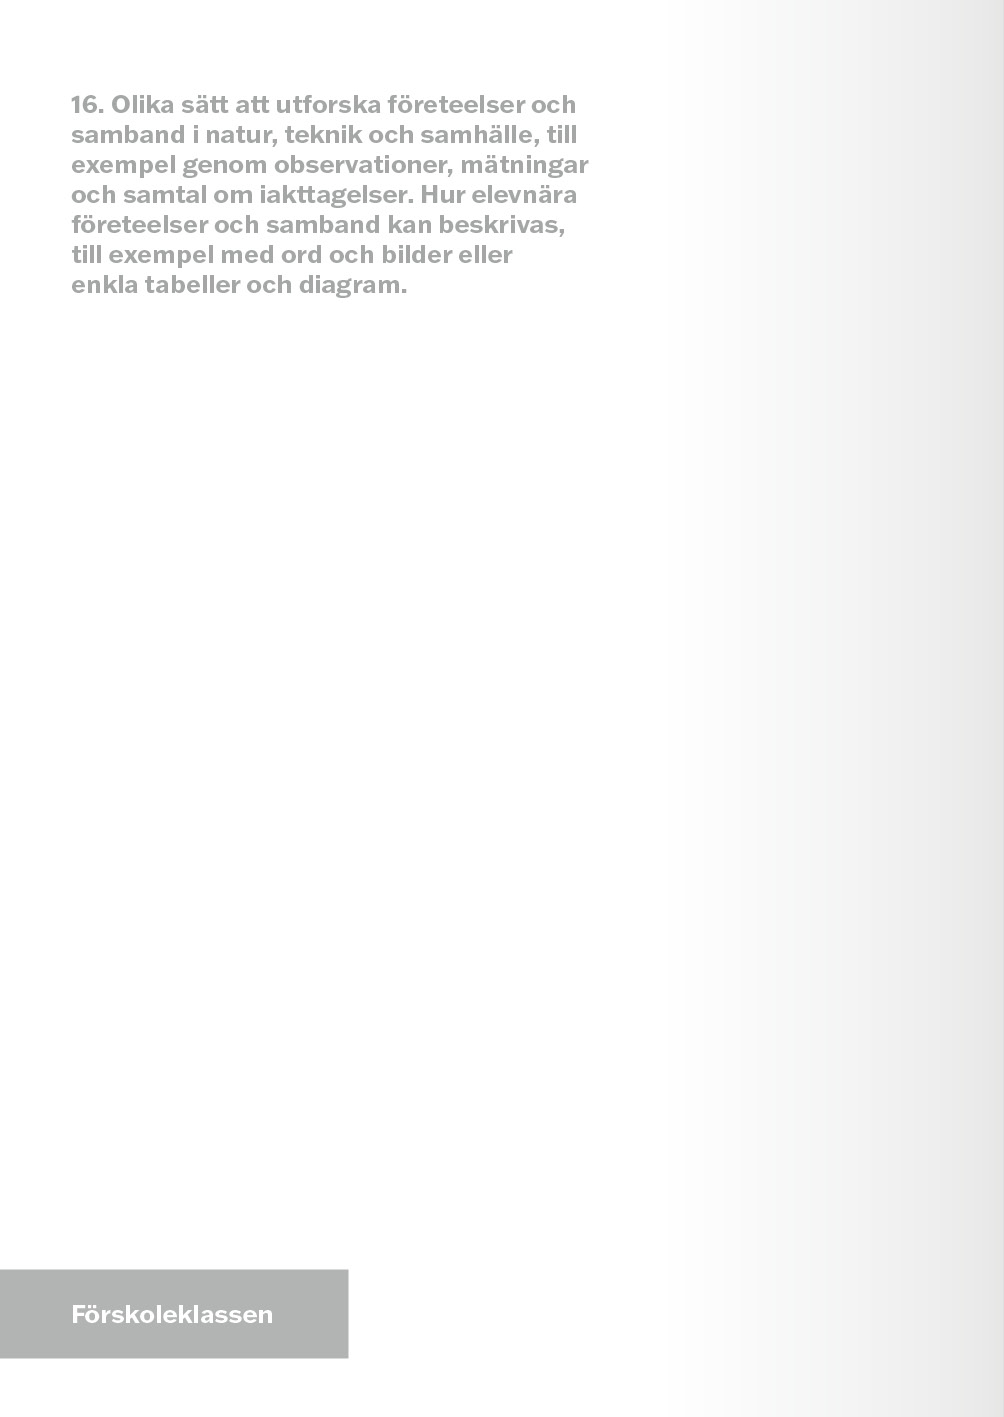 16. Olika sätt att utforska företeelser och
samband i natur, teknik och samhälle, till
exempel genom observationer, mätningar
och samtal om iakttagelser. Hur elevnära
företeelser och samband kan beskrivas,
till exempel med ord och bilder eller
enkla tabeller och diagram.
Förskoleklassen